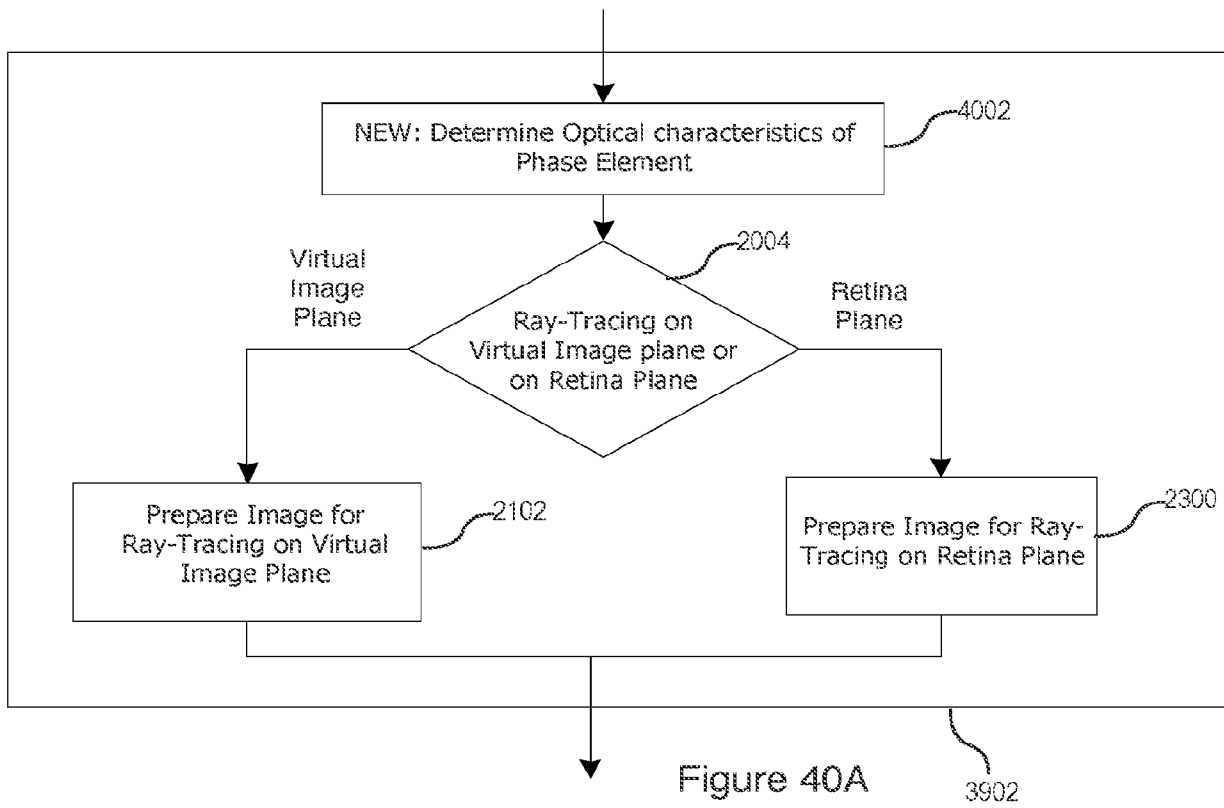 NEW: Determine Optical characteristics of
Phase Element
4002
2004
Virtual
Image
Plane
Ray-Tracing on
Virtual Image plane or
on Retina Plane
Retina
Plane
Prepare Image for
Ray-Tracing on Virtual
Image Plane
2102
Prepare Image for Ray-
Tracing on Retina Plane
2300
Figure 40A
3902